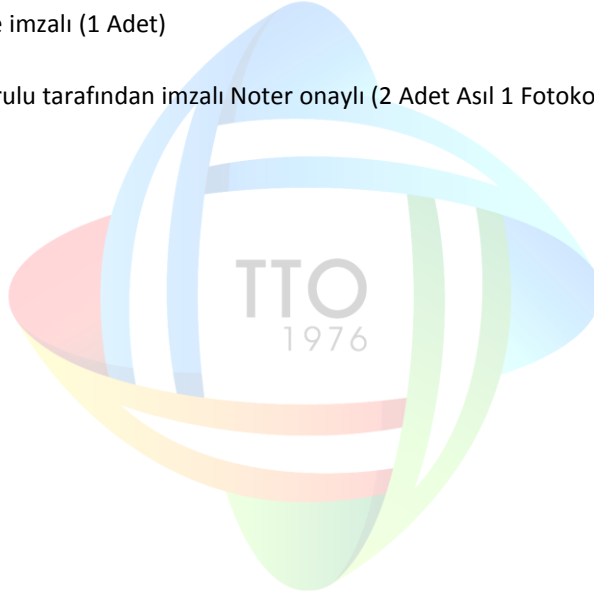 e imzalı (1 Adet)
rulu tarafından imzalı Noter onaylı (2 Adet Asıl 1 Fotoko
TTO
1976